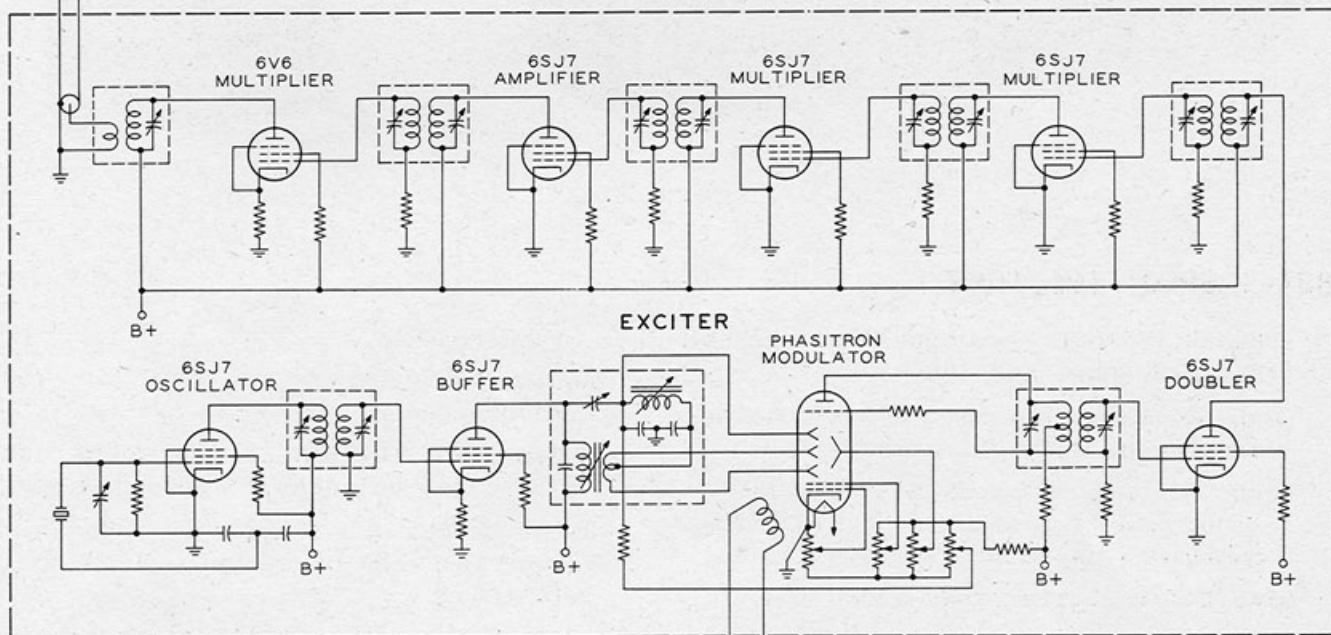 6V6
MULTIPLIER
6SJ7
AMPLIFIER
6SJ7
MULTIPLIER
6SJ7
MULTIPLIER
B+
EXCITER
6SJ7
OSCILLATOR
6SJ7
BUFFER
PHASITRON
MODULATOR
6SJ7
DOUBLER
B+
B+
B+
B+